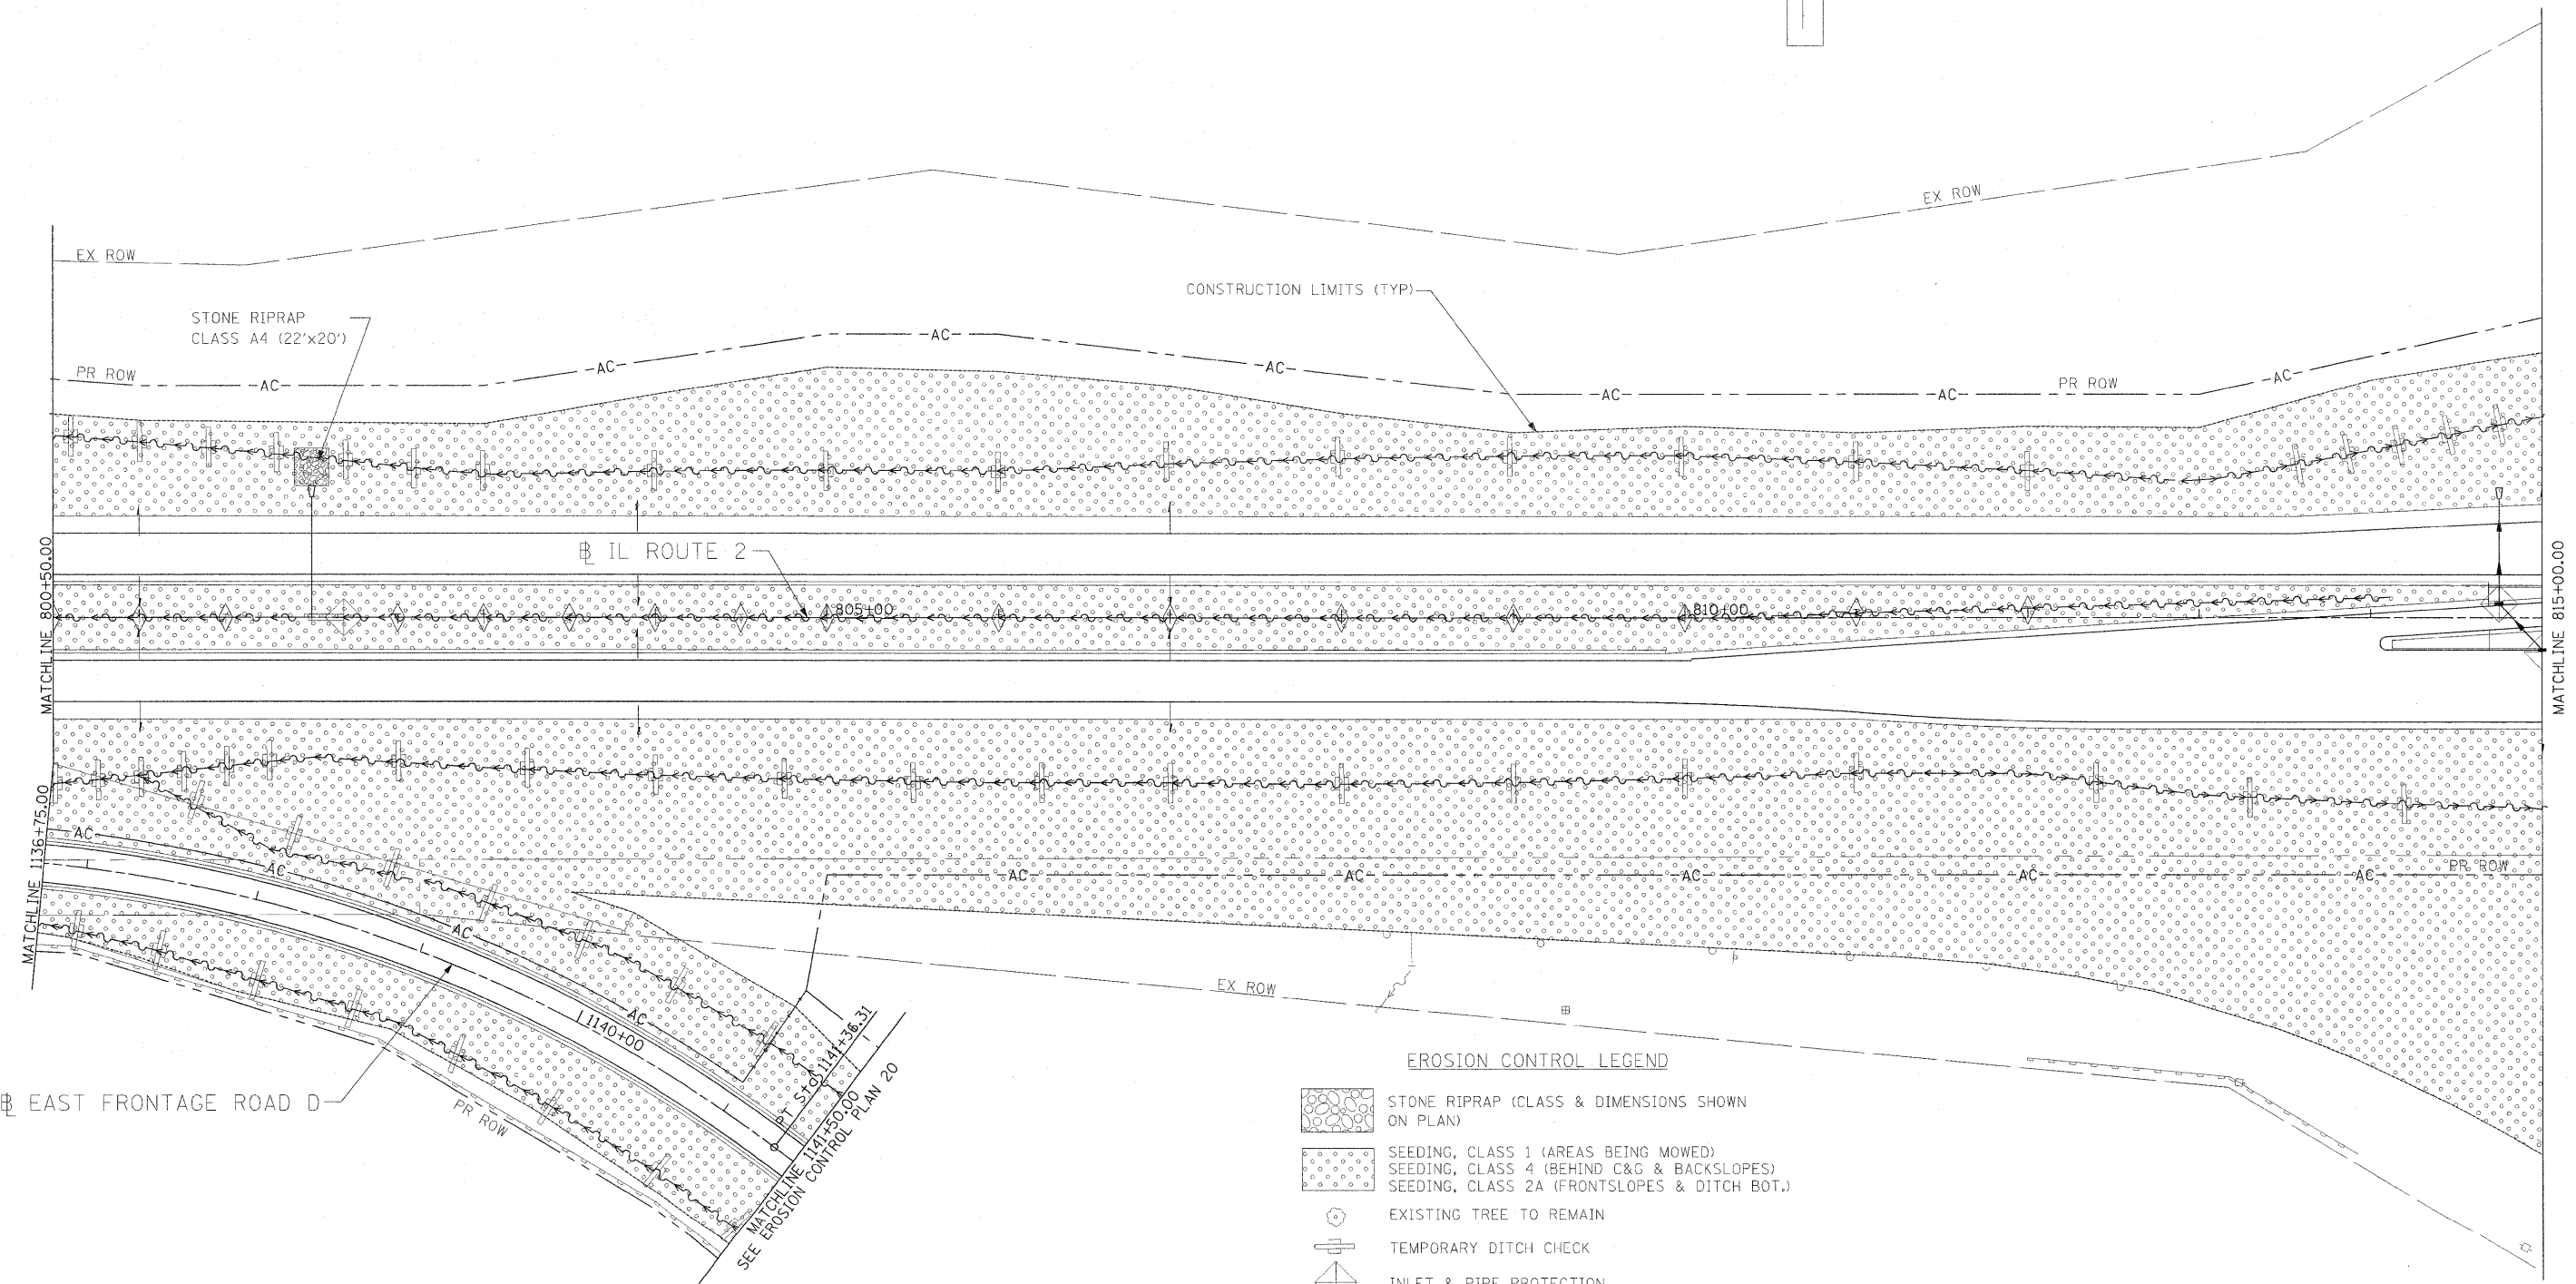 EX ROW
EX ROW
STONE RIPRAP
CLASS A4 (22'x20')
CONSTRUCTION LIMITS (TYP)
PR ROW
AC
AC
AC
AC
AC
AC
PR ROW
AC
MATCHLINE 800+50.00
℔ IL ROUTE 2
805+00
810+00
MATCHLINE 815+00.00
MATCHLINE 1136+75.00
AC
AC
AC
AC
AC
AC
AC
AC
AC
PR ROW
EX ROW
1140+00
PT Sta 1141+36.31
MATCHLINE 1141+50.00
SEE EROSION CONTROL PLAN 20
℔ EAST FRONTAGE ROAD D
PR ROW
EROSION CONTROL LEGEND
STONE RIPRAP (CLASS & DIMENSIONS SHOWN
ON PLAN)
SEEDING, CLASS 1 (AREAS BEING MOWED)
SEEDING, CLASS 4 (BEHIND C&G & BACKSLOPES)
SEEDING, CLASS 2A (FRONTSLOPES & DITCH BOT.)
EXISTING TREE TO REMAIN
TEMPORARY DITCH CHECK
INLET & PIPE PROTECTION